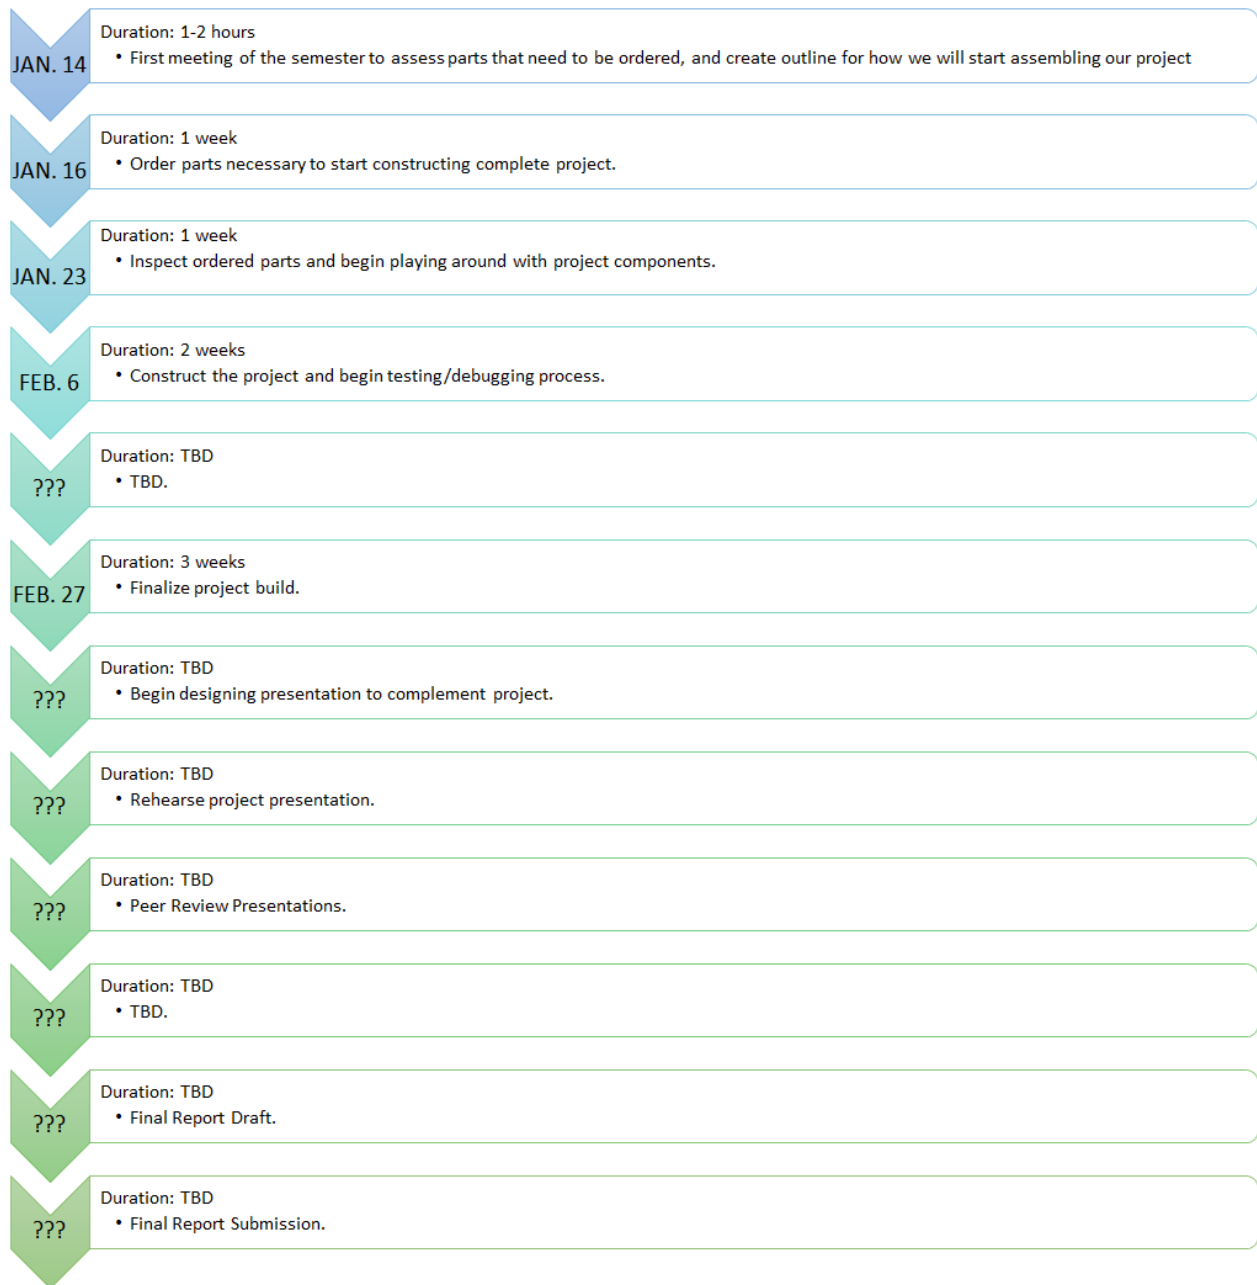 JAN. 14
Duration: 1-2 hours
• First meeting of the semester to assess parts that need to be ordered, and create outline for how we will start assembling our project
JAN. 16
Duration: 1 week
• Order parts necessary to start constructing complete project.
JAN. 23
Duration: 1 week
• Inspect ordered parts and begin playing around with project components.
FEB. 6
Duration: 2 weeks
• Construct the project and begin testing/debugging process.
???
Duration: TBD
• TBD.
FEB. 27
Duration: 3 weeks
• Finalize project build.
???
Duration: TBD
• Begin designing presentation to complement project.
???
Duration: TBD
• Rehearse project presentation.
???
Duration: TBD
• Peer Review Presentations.
???
Duration: TBD
• TBD.
???
Duration: TBD
• Final Report Draft.
???
Duration: TBD
• Final Report Submission.